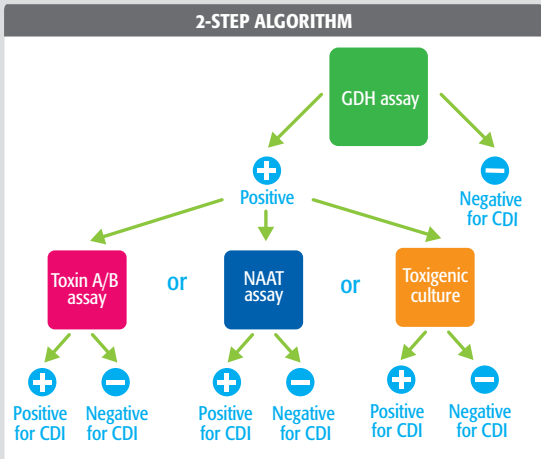 2-STEP ALGORITHM
GDH assay
Positive
Negative
for CDI
Toxin A/B
assay
or
NAAT
assay
or
Toxigenic
culture
Positive
for CDI
Negative
for CDI
Positive
for CDI
Negative
for CDI
Positive
for CDI
Negative
for CDI